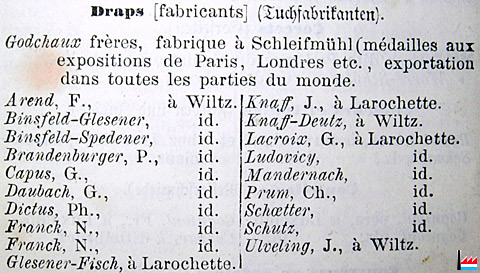 Draps [fabricants] (Tuchfabrikanten).
Godchaux frères, fabrique à Schleifmühl (médailles aux
expositions de Paris, Londres etc., exportation
dans toutes les parties du monde.
Arend, F., à Wiltz.
Binsfeld-Glesener, id.
Binsfeld-Spedener, id.
Brandenburger, P., id.
Capus, G., id.
Daubach, G., id.
Dictus, Ph., id.
Franck, N., id.
Franck, N., id.
Glesener-Fisch, à Larochette.
Knaff, J., à Larochette.
Knaff-Deutz, à Wiltz.
Lacroix, G., à Larochette.
Ludovicy, id.
Mandernach, id.
Prum, Ch., id.
Schœtter, id.
Schutz, id.
Ulveling, J., à Wiltz.